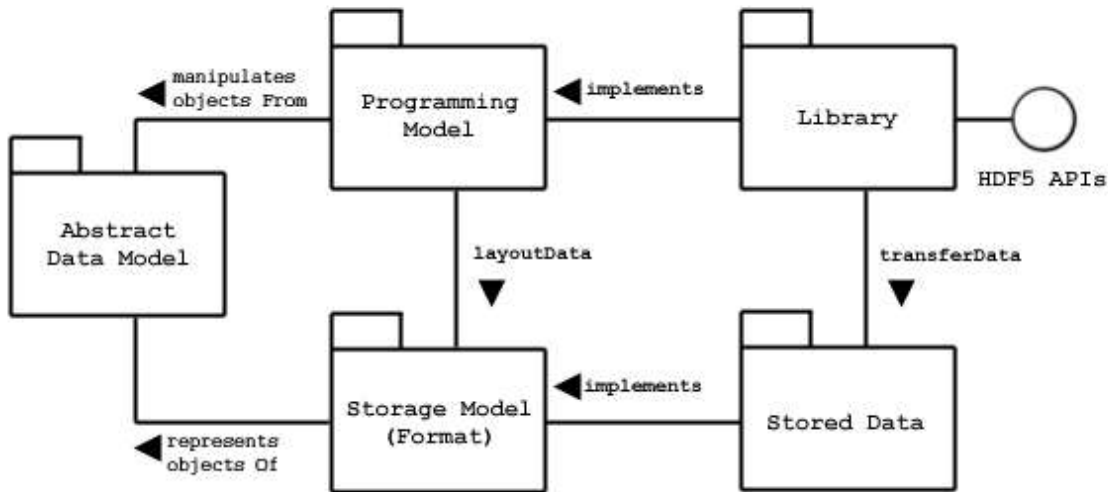 manipulates
objects From
Programming
Model
implements
Library
HDF5 APIs
Abstract
Data Model
layoutData
transferData
Storage Model
(Format)
implements
Stored Data
represents
objects Of